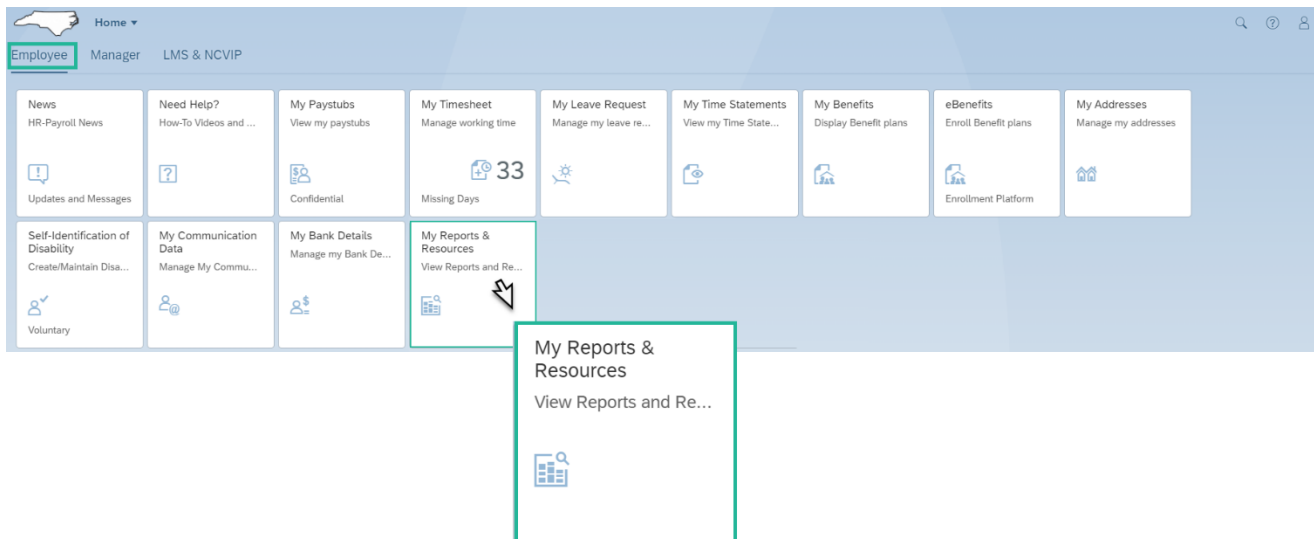 Home
Employee
Manager
LMS & NCVIP
News
HR-Payroll News
Updates and Messages
Need Help?
How-To Videos and ...
My Paystubs
View my paystubs
Confidential
My Timesheet
Manage working time
33
Missing Days
My Leave Request
Manage my leave re...
My Time Statements
View my Time State...
My Benefits
Display Benefit plans
eBenefits
Enroll Benefit plans
Enrollment Platform
My Addresses
Manage my addresses
Self-Identification of
Disability
Create/Maintain Disa...
Voluntary
My Communication
Data
Manage My Commu...
My Bank Details
Manage my Bank De...
My Reports &
Resources
View Reports and Re...
My Reports &
Resources
View Reports and Re...